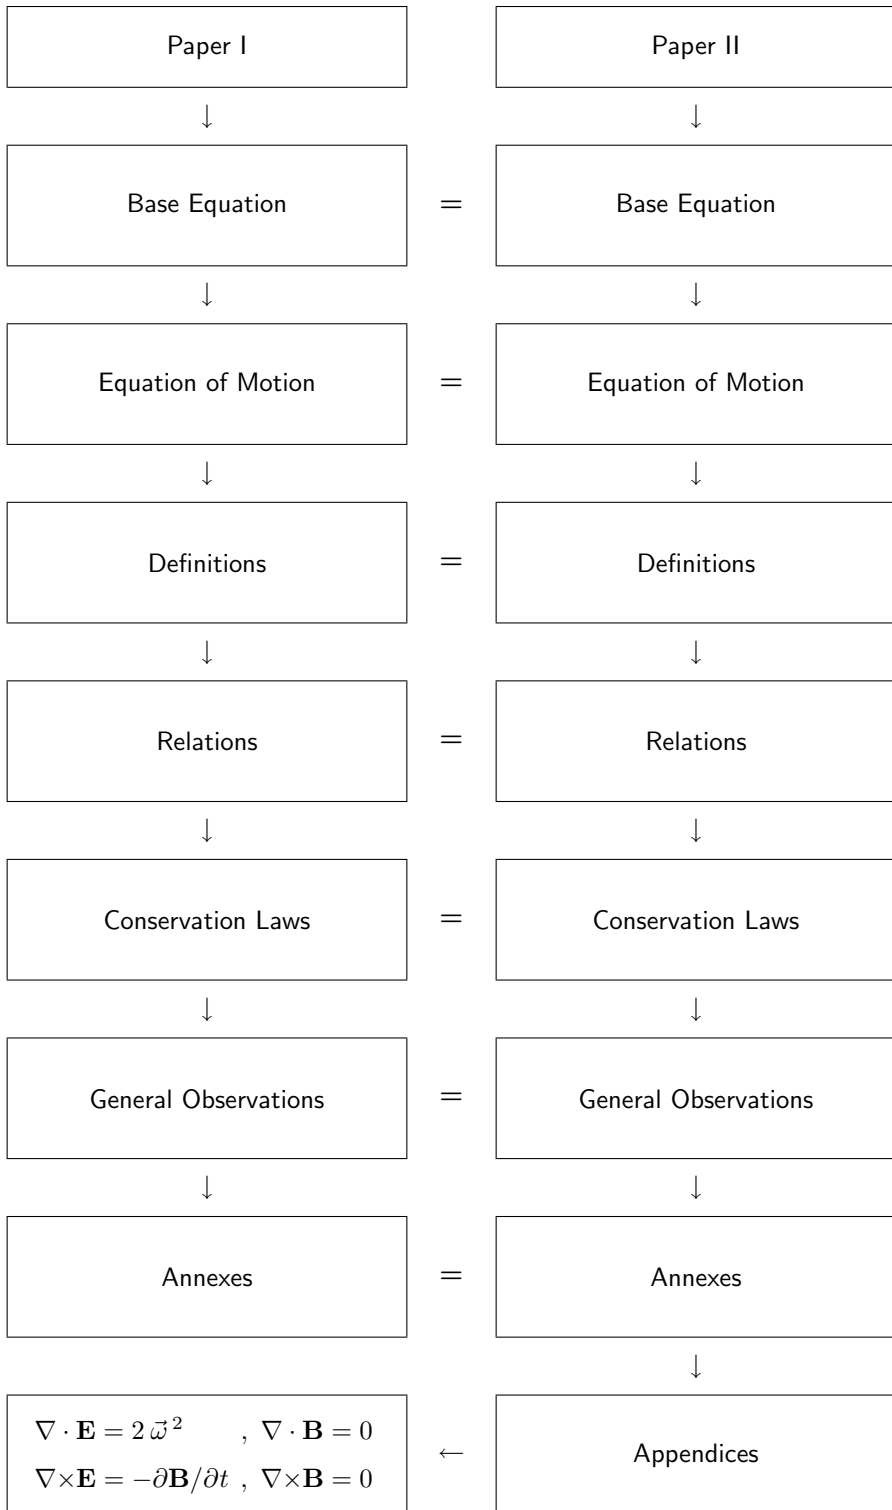 Paper I Paper II
↓ ↓
Base Equation = Base Equation
↓ ↓
Equation of Motion = Equation of Motion
↓ ↓
Definitions = Definitions
↓ ↓
Relations = Relations
↓ ↓
Conservation Laws = Conservation Laws
↓ ↓
General Observations = General Observations
↓ ↓
Annexes = Annexes
↓
∇ · E = 2 ω⃗ ² , ∇ · B = 0
∇×E = −∂B/∂t , ∇×B = 0
← Appendices